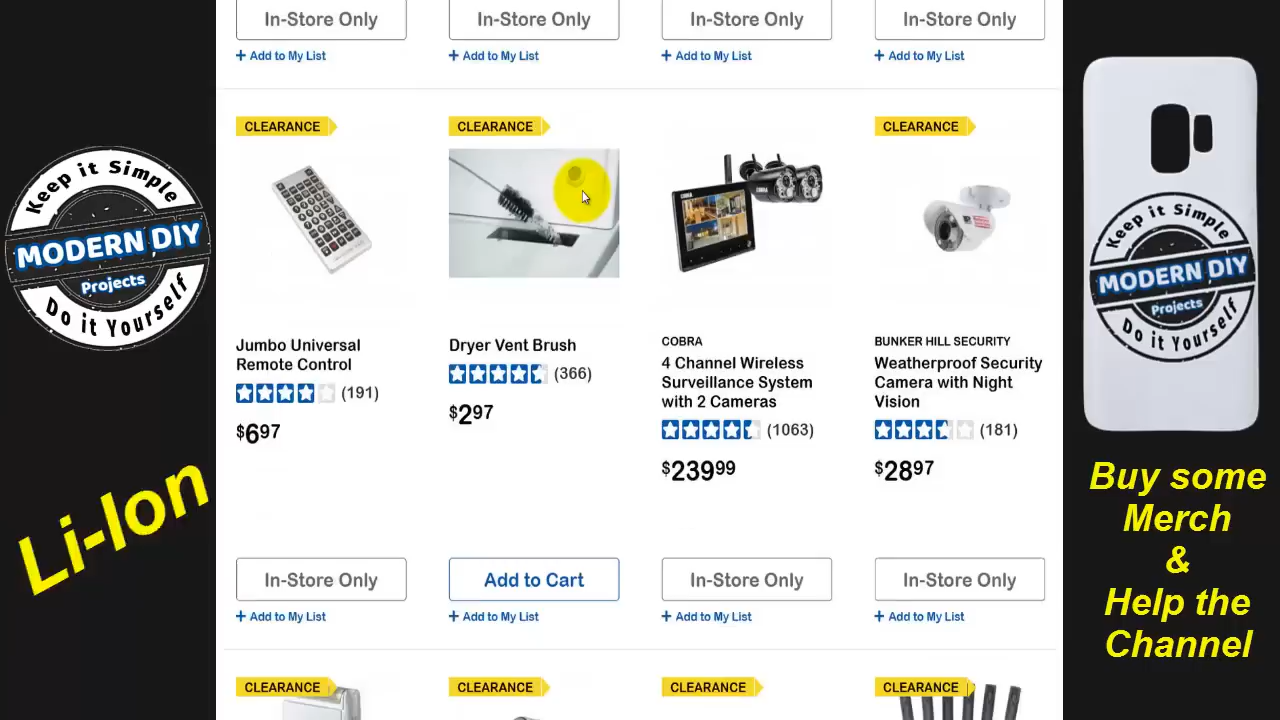 In-Store Only
In-Store Only
In-Store Only
In-Store Only
+ Add to My List
+ Add to My List
+ Add to My List
+ Add to My List
CLEARANCE
CLEARANCE
CLEARANCE
COBRA
COBRA
Jumbo Universal
Remote Control
(191)
$6.97
Dryer Vent Brush
(366)
$2.97
COBRA
4 Channel Wireless
Surveillance System
with 2 Cameras
(1063)
$239.99
BUNKER HILL SECURITY
Weatherproof Security
Camera with Night
Vision
(181)
$28.97
In-Store Only
Add to Cart
In-Store Only
In-Store Only
+ Add to My List
+ Add to My List
+ Add to My List
+ Add to My List
CLEARANCE
CLEARANCE
CLEARANCE
CLEARANCE
Keep it Simple
MODERN DIY
Projects
Do it Yourself
Li-Ion
Keep it Simple
MODERN DIY
Projects
Do it Yourself
Buy some
Merch
&
Help the
Channel